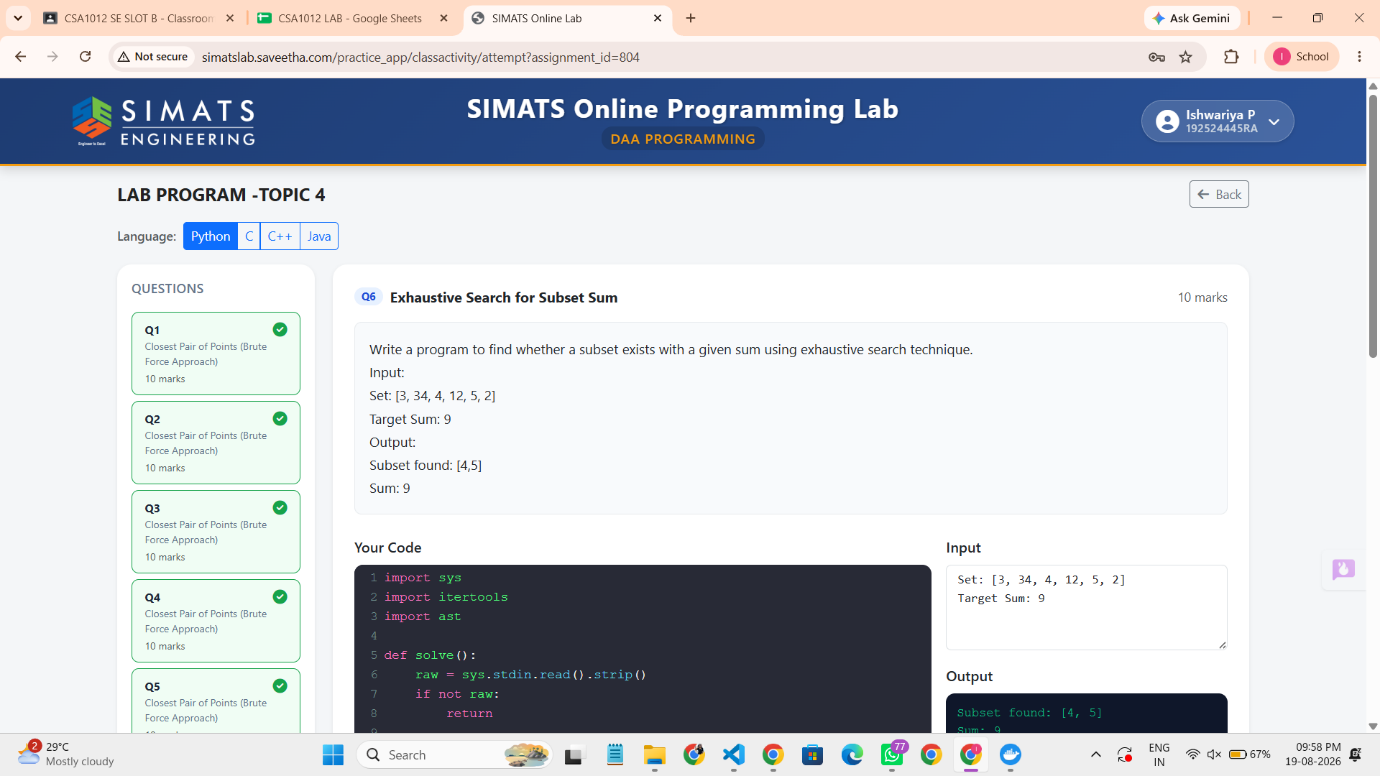 CSA1012 SE SLOT B - Classroom
CSA1012 LAB - Google Sheets
SIMATS Online Lab
Ask Gemini
Not secure
simatslab.saveetha.com/practice_app/classactivity/attempt?assignment_id=804
I School
SIMATS
ENGINEERING
SIMATS Online Programming Lab
DAA PROGRAMMING
Ishwariya P
192524445RA
LAB PROGRAM -TOPIC 4
← Back
Language: Python C C++ Java
QUESTIONS
Q1
Closest Pair of Points (Brute
Force Approach)
10 marks
Q2
Closest Pair of Points (Brute
Force Approach)
10 marks
Q3
Closest Pair of Points (Brute
Force Approach)
10 marks
Q4
Closest Pair of Points (Brute
Force Approach)
10 marks
Q5
Closest Pair of Points (Brute
Force Approach)
Q6 Exhaustive Search for Subset Sum 10 marks
Write a program to find whether a subset exists with a given sum using exhaustive search technique.
Input:
Set: [3, 34, 4, 12, 5, 2]
Target Sum: 9
Output:
Subset found: [4,5]
Sum: 9
Your Code
1 import sys
2 import itertools
3 import ast
4
5 def solve():
6 raw = sys.stdin.read().strip()
7 if not raw:
8 return
Input
Set: [3, 34, 4, 12, 5, 2]
Target Sum: 9
Output
Subset found: [4, 5]
Sum: 9
2
29°C
Mostly cloudy
Search
77
ENG
IN
67%
09:58 PM
19-08-2026